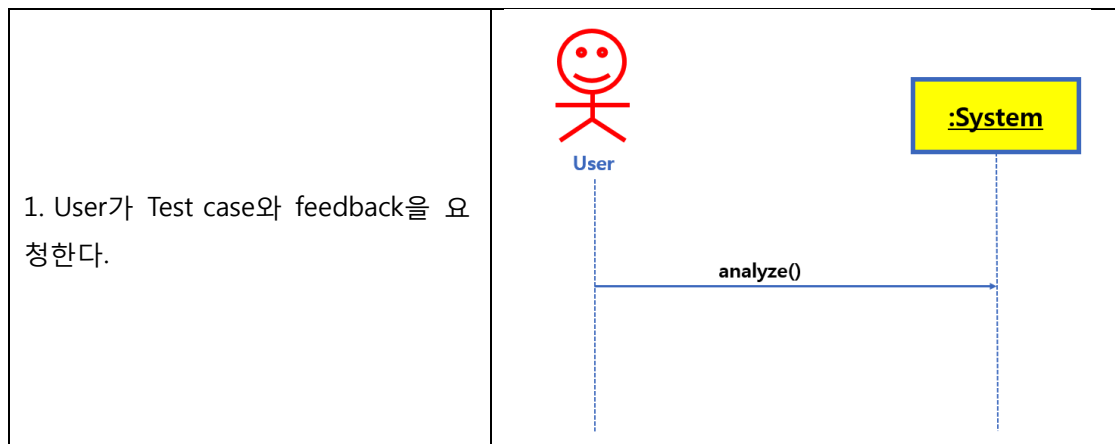 :System
User
1. User가 Test case와 feedback을 요
청한다.
analyze()